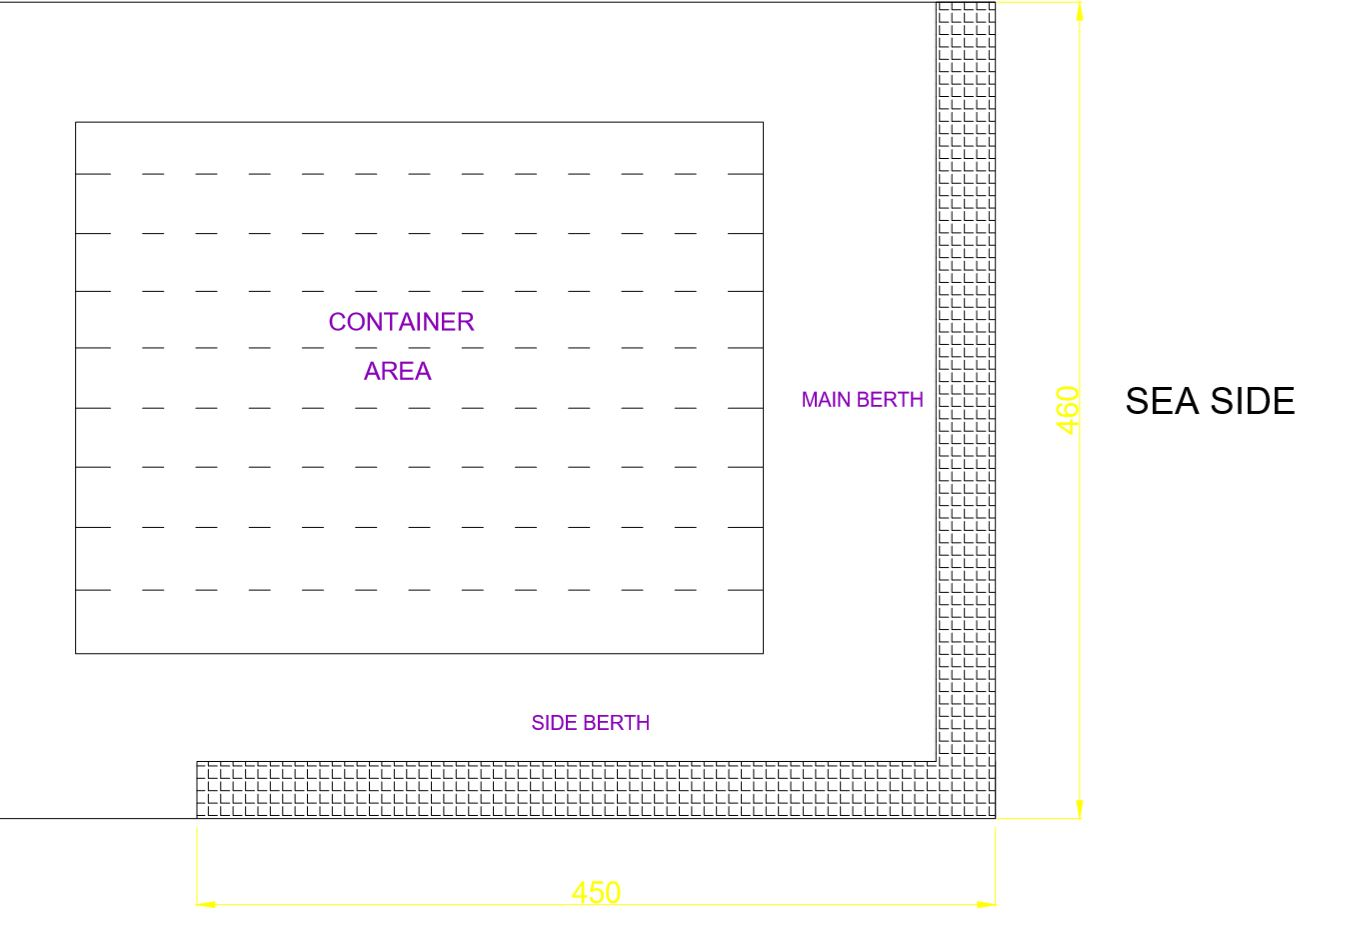 CONTAINER
AREA
MAIN BERTH
460
SEA SIDE
SIDE BERTH
450